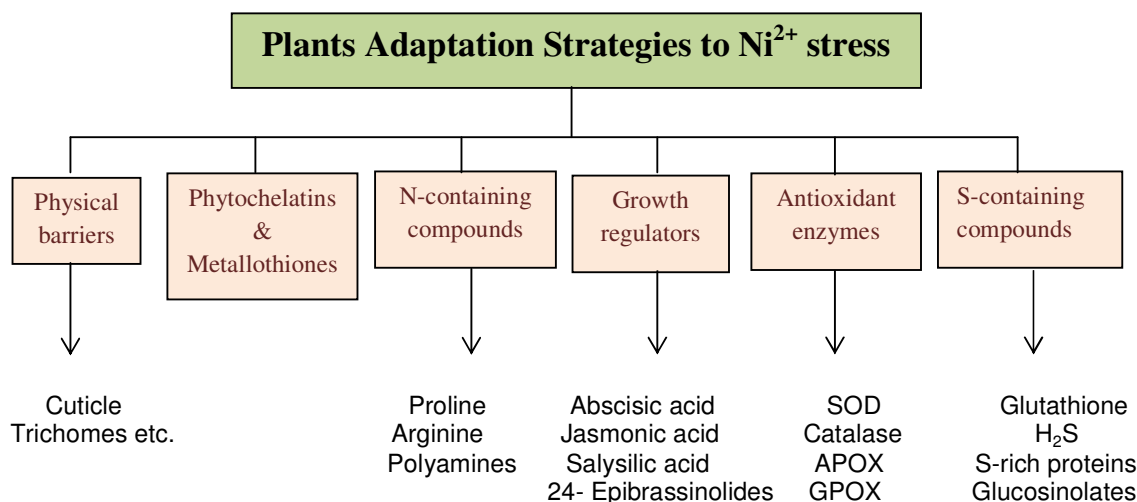 Plants Adaptation Strategies to Ni²⁺ stress
Physical
barriers
Phytochelatins
&
Metallothiones
N-containing
compounds
Growth
regulators
Antioxidant
enzymes
S-containing
compounds
Cuticle
Trichomes etc.
Proline
Arginine
Polyamines
Abscisic acid
Jasmonic acid
Salysilic acid
24- Epibrassinolides
SOD
Catalase
APOX
GPOX
Glutathione
H₂S
S-rich proteins
Glucosinolates